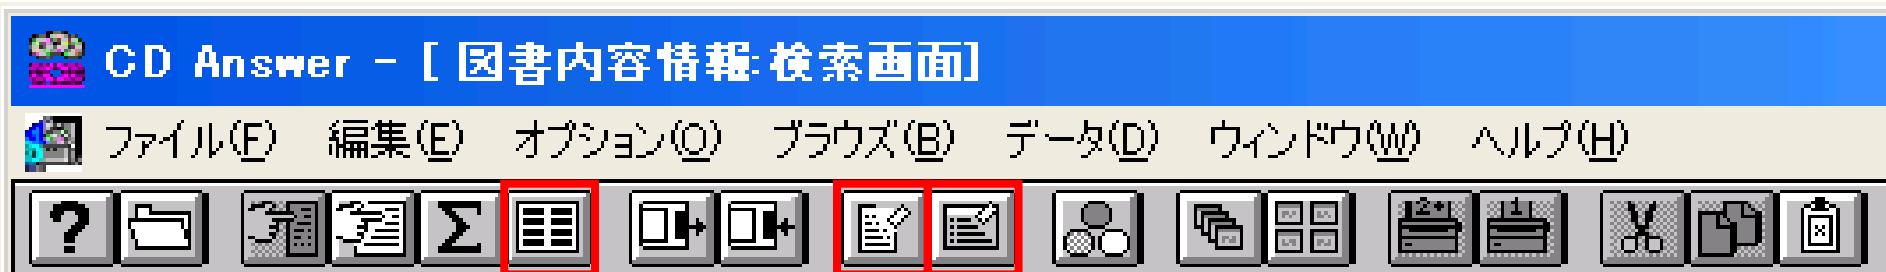 CD Answer - [ 図書内容情報:検索画面]
ファイル(F) 編集(E) オプション(O) ブラウズ(B) データ(D) ウィンドウ(W) ヘルプ(H)
? Σ 2+ 1